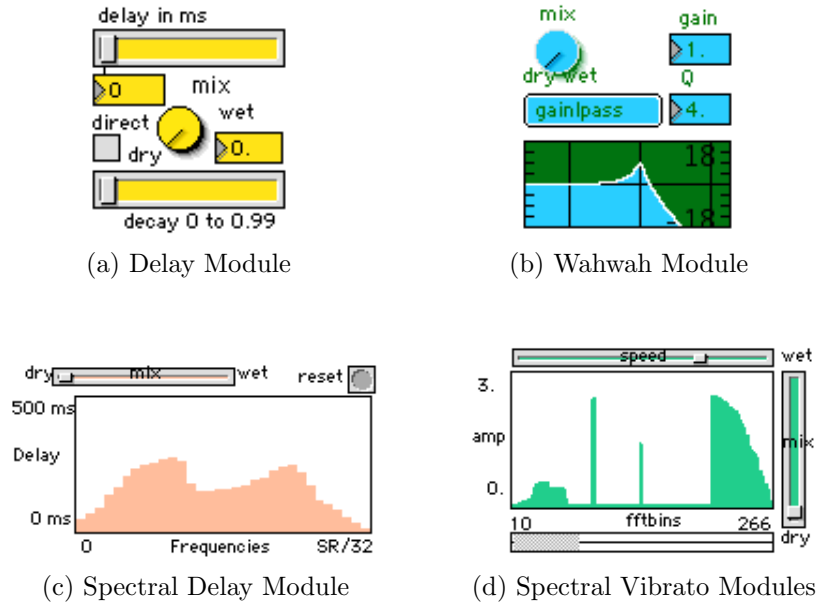 delay in ms
0
mix
direct
wet
dry
0.
decay 0 to 0.99
(a) Delay Module
mix
gain
1.
dry wet
Q
gainlpass
4.
18
18
(b) Wahwah Module
dry
mix
wet
reset
500 ms
Delay
0 ms
0
Frequencies
SR/32
(c) Spectral Delay Module
speed
wet
3.
amp
mix
0.
10
fftbins
266
dry
(d) Spectral Vibrato Modules